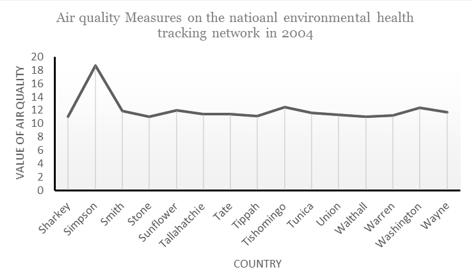 Air quality Measures on the natioanl environmental health
tracking network in 2004
VALUE OF AIR QUALITY
20
18
16
14
12
10
8
6
4
2
0
Sharkey
Simpson
Smith
Stone
Sunflower
Tallahatchie
Tate
Tippah
Tishomingo
Tunica
Union
Walthall
Warren
Washington
Wayne
COUNTRY